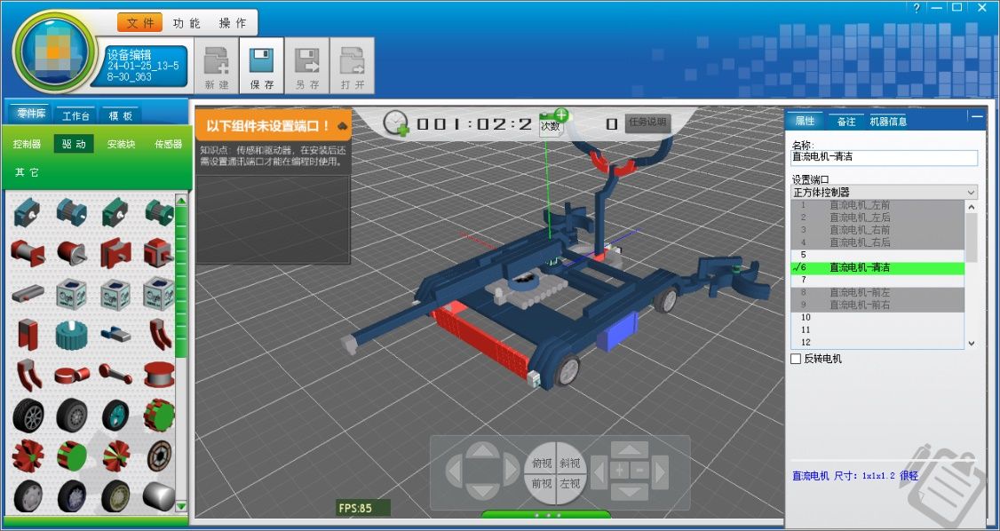 ?
文 件 功 能 操 作
设备编辑
24-01-25_13-5
8-30_363
新 建
保 存
另 存
打 开
零件库
工作台
模 板
控制器
驱 动
安装块
传感器
其 它
以下组件未设置端口！
知识点：传感和驱动器，在安装后还
需设置通讯端口才能在编程时使用。
001:02:2
次数
0
任务说明
属性
备注
机器信息
名称:
直流电机-清洁
设置端口
正方体控制器
1 直流电机_左前
2 直流电机_左后
3 直流电机_右前
4 直流电机_右后
5
✓6 直流电机-清洁
7
8 直流电机-前左
9 直流电机-前右
10
11
12
反转电机
俯视
斜视
前视
左视
直流电机 尺寸: 1x1x1.2 很轻
FPS:85